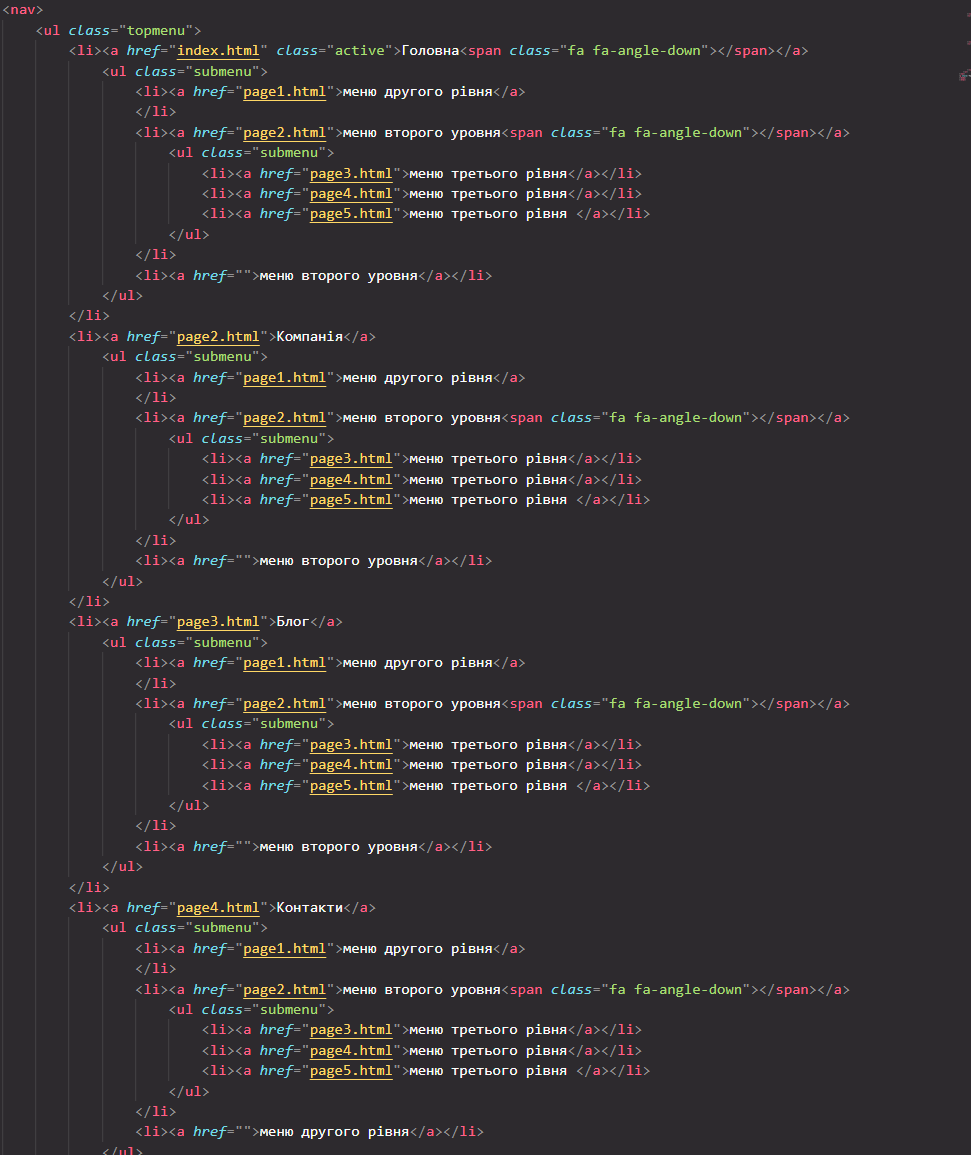 <nav>
<ul class="topmenu">
<li><a href="index.html" class="active">Головна<span class="fa fa-angle-down"></span></a>
<ul class="submenu">
<li><a href="page1.html">меню другого рівня</a>
</li>
<li><a href="page2.html">меню второго уровня<span class="fa fa-angle-down"></span></a>
<ul class="submenu">
<li><a href="page3.html">меню третього рівня</a></li>
<li><a href="page4.html">меню третього рівня</a></li>
<li><a href="page5.html">меню третього рівня </a></li>
</ul>
</li>
<li><a href="">меню второго уровня</a></li>
</ul>
</li>
<li><a href="page2.html">Компанія</a>
<ul class="submenu">
<li><a href="page1.html">меню другого рівня</a>
</li>
<li><a href="page2.html">меню второго уровня<span class="fa fa-angle-down"></span></a>
<ul class="submenu">
<li><a href="page3.html">меню третього рівня</a></li>
<li><a href="page4.html">меню третього рівня</a></li>
<li><a href="page5.html">меню третього рівня </a></li>
</ul>
</li>
<li><a href="">меню второго уровня</a></li>
</ul>
</li>
<li><a href="page3.html">Блог</a>
<ul class="submenu">
<li><a href="page1.html">меню другого рівня</a>
</li>
<li><a href="page2.html">меню второго уровня<span class="fa fa-angle-down"></span></a>
<ul class="submenu">
<li><a href="page3.html">меню третього рівня</a></li>
<li><a href="page4.html">меню третього рівня</a></li>
<li><a href="page5.html">меню третього рівня </a></li>
</ul>
</li>
<li><a href="">меню второго уровня</a></li>
</ul>
</li>
<li><a href="page4.html">Контакти</a>
<ul class="submenu">
<li><a href="page1.html">меню другого рівня</a>
</li>
<li><a href="page2.html">меню второго уровня<span class="fa fa-angle-down"></span></a>
<ul class="submenu">
<li><a href="page3.html">меню третього рівня</a></li>
<li><a href="page4.html">меню третього рівня</a></li>
<li><a href="page5.html">меню третього рівня </a></li>
</ul>
</li>
<li><a href="">меню другого рівня</a></li>
</ul>